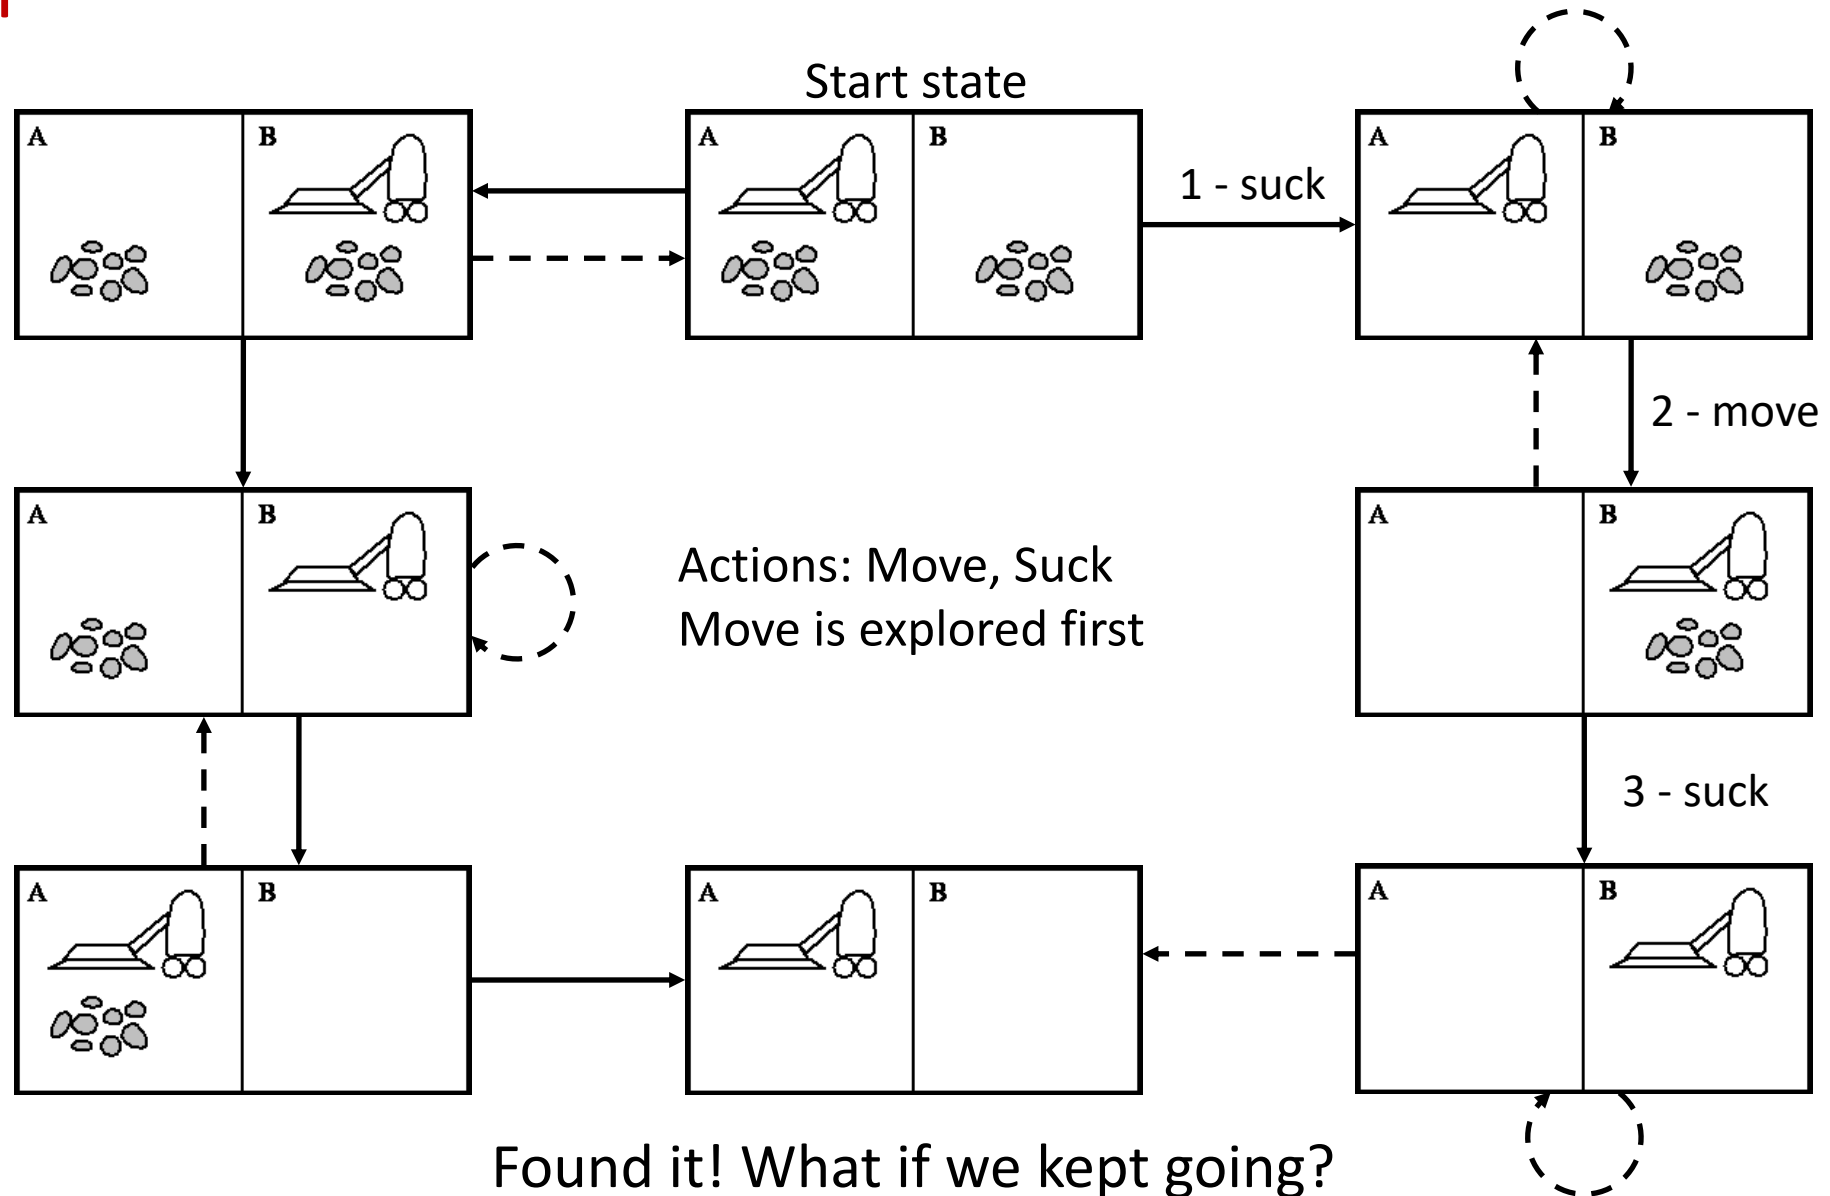 Start state
A
B
A
B
A
B
1 - suck
2 - move
A
B
Actions: Move, Suck
Move is explored first
A
B
3 - suck
A
B
A
B
A
B
Found it! What if we kept going?